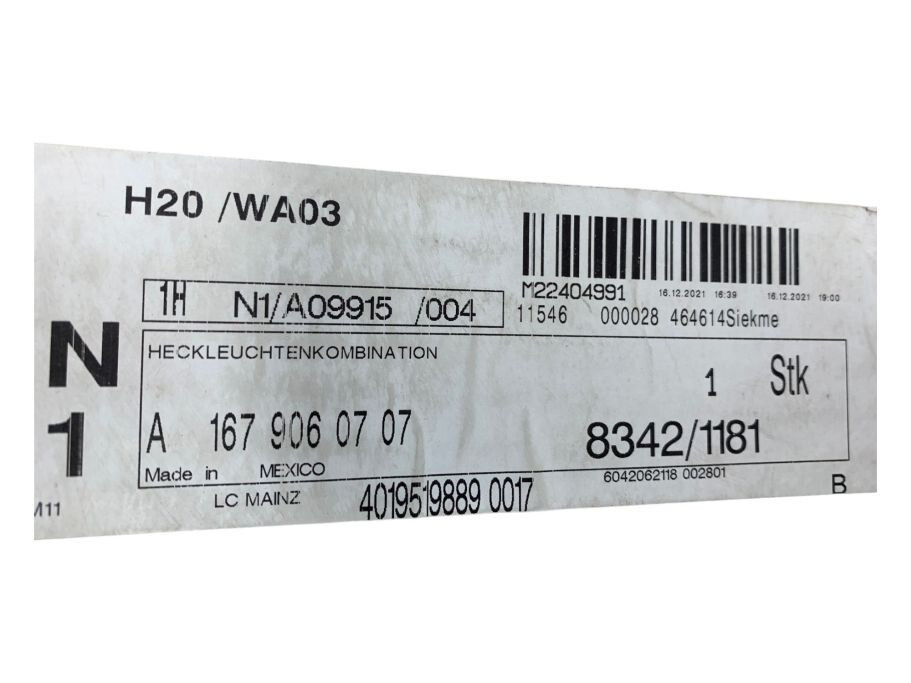 H20 /WA03
M22404991 16.12.2021 16:39 16.12.2021 19:00
1H N1/A09915 /004
11546 000028 464614Siekme
N
1
HECKLEUCHTENKOMBINATION
1 Stk
A 167 906 07 07
8342/1181
Made in MEXICO
6042062118 002801
LC MAINZ 4019519889 0017
B
M11